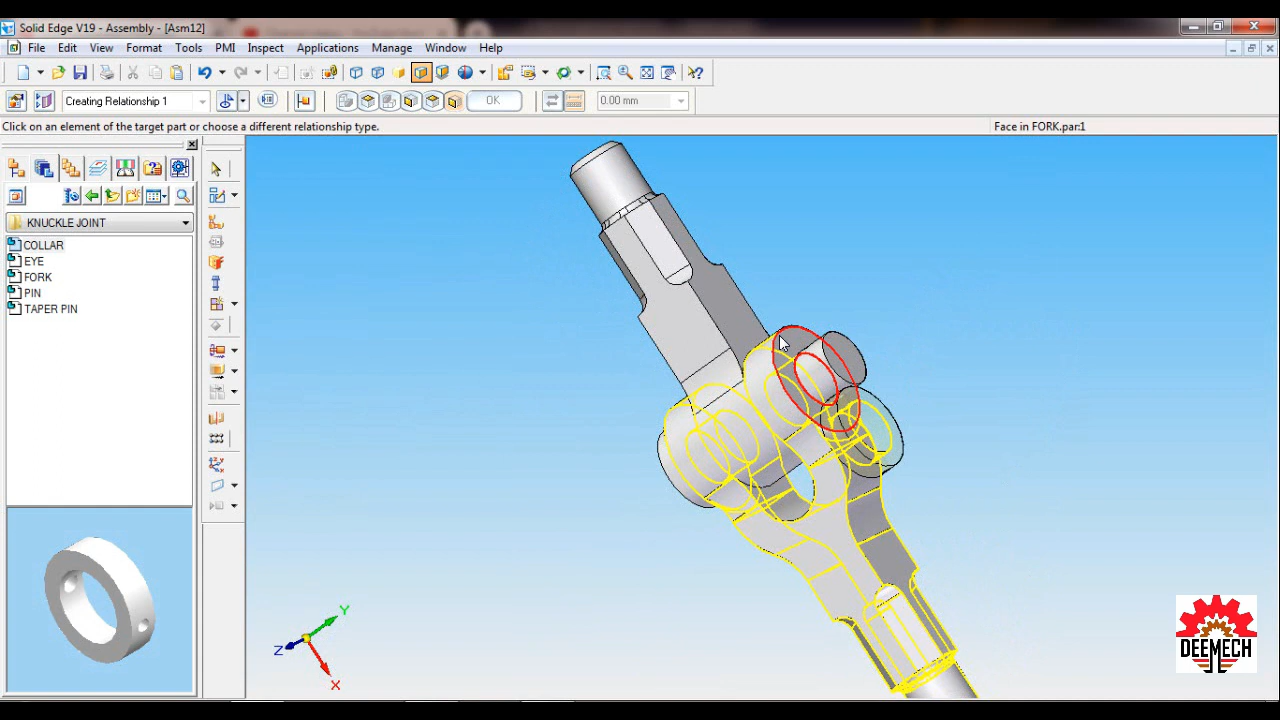 Solid Edge V19 - Assembly - [Asm12]
File Edit View Format Tools PMI Inspect Applications Manage Window Help
Creating Relationship 1 OK 0.00 mm
Click on an element of the target part or choose a different relationship type. Face in FORK.par:1
KNUCKLE JOINT
COLLAR
EYE
FORK
PIN
TAPER PIN
Y
Z
X
DEEMECH